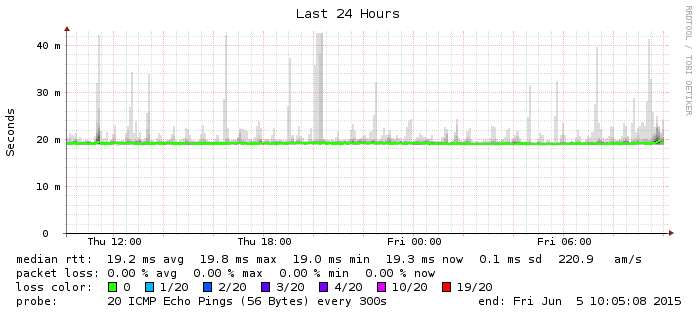 Last 24 Hours
RRDTOOL / TOBI OETIKER
Seconds
40 m
30 m
20 m
10 m
0
Thu 12:00 Thu 18:00 Fri 00:00 Fri 06:00
median rtt: 19.2 ms avg 19.8 ms max 19.0 ms min 19.3 ms now 0.1 ms sd 220.9 am/s
packet loss: 0.00 % avg 0.00 % max 0.00 % min 0.00 % now
loss color: 0 1/20 2/20 3/20 4/20 10/20 19/20
probe: 20 ICMP Echo Pings (56 Bytes) every 300s end: Fri Jun 5 10:05:08 2015